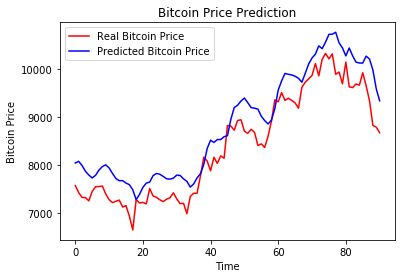 Bitcoin Price Prediction
Real Bitcoin Price
Predicted Bitcoin Price
Bitcoin Price
10000
9000
8000
7000
0 20 40 60 80
Time